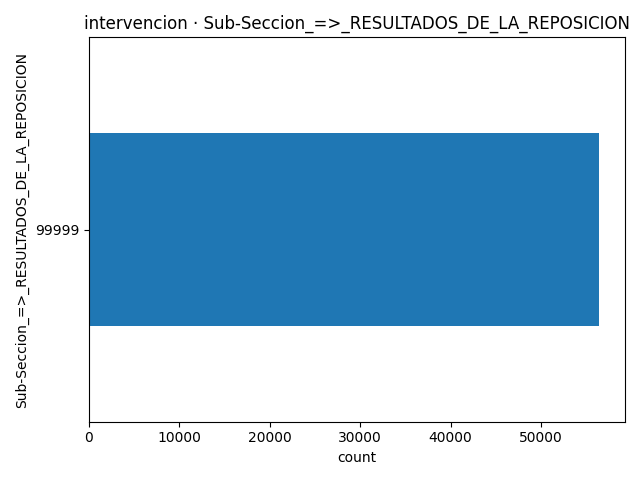 intervencion · Sub-Seccion_=>_RESULTADOS_DE_LA_REPOSICION
Sub-Seccion_=>_RESULTADOS_DE_LA_REPOSICION
99999
0 10000 20000 30000 40000 50000
count